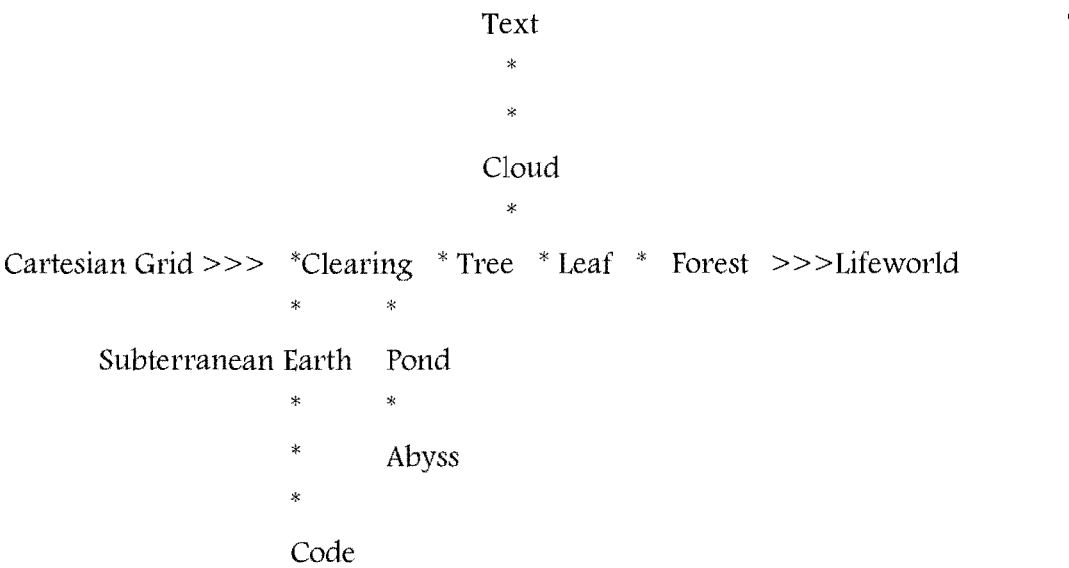 Text
*
*
Cloud
*
Cartesian Grid >>> *Clearing * Tree * Leaf * Forest >>>Lifeworld
* *
Subterranean Earth Pond
* *
* Abyss
*
Code